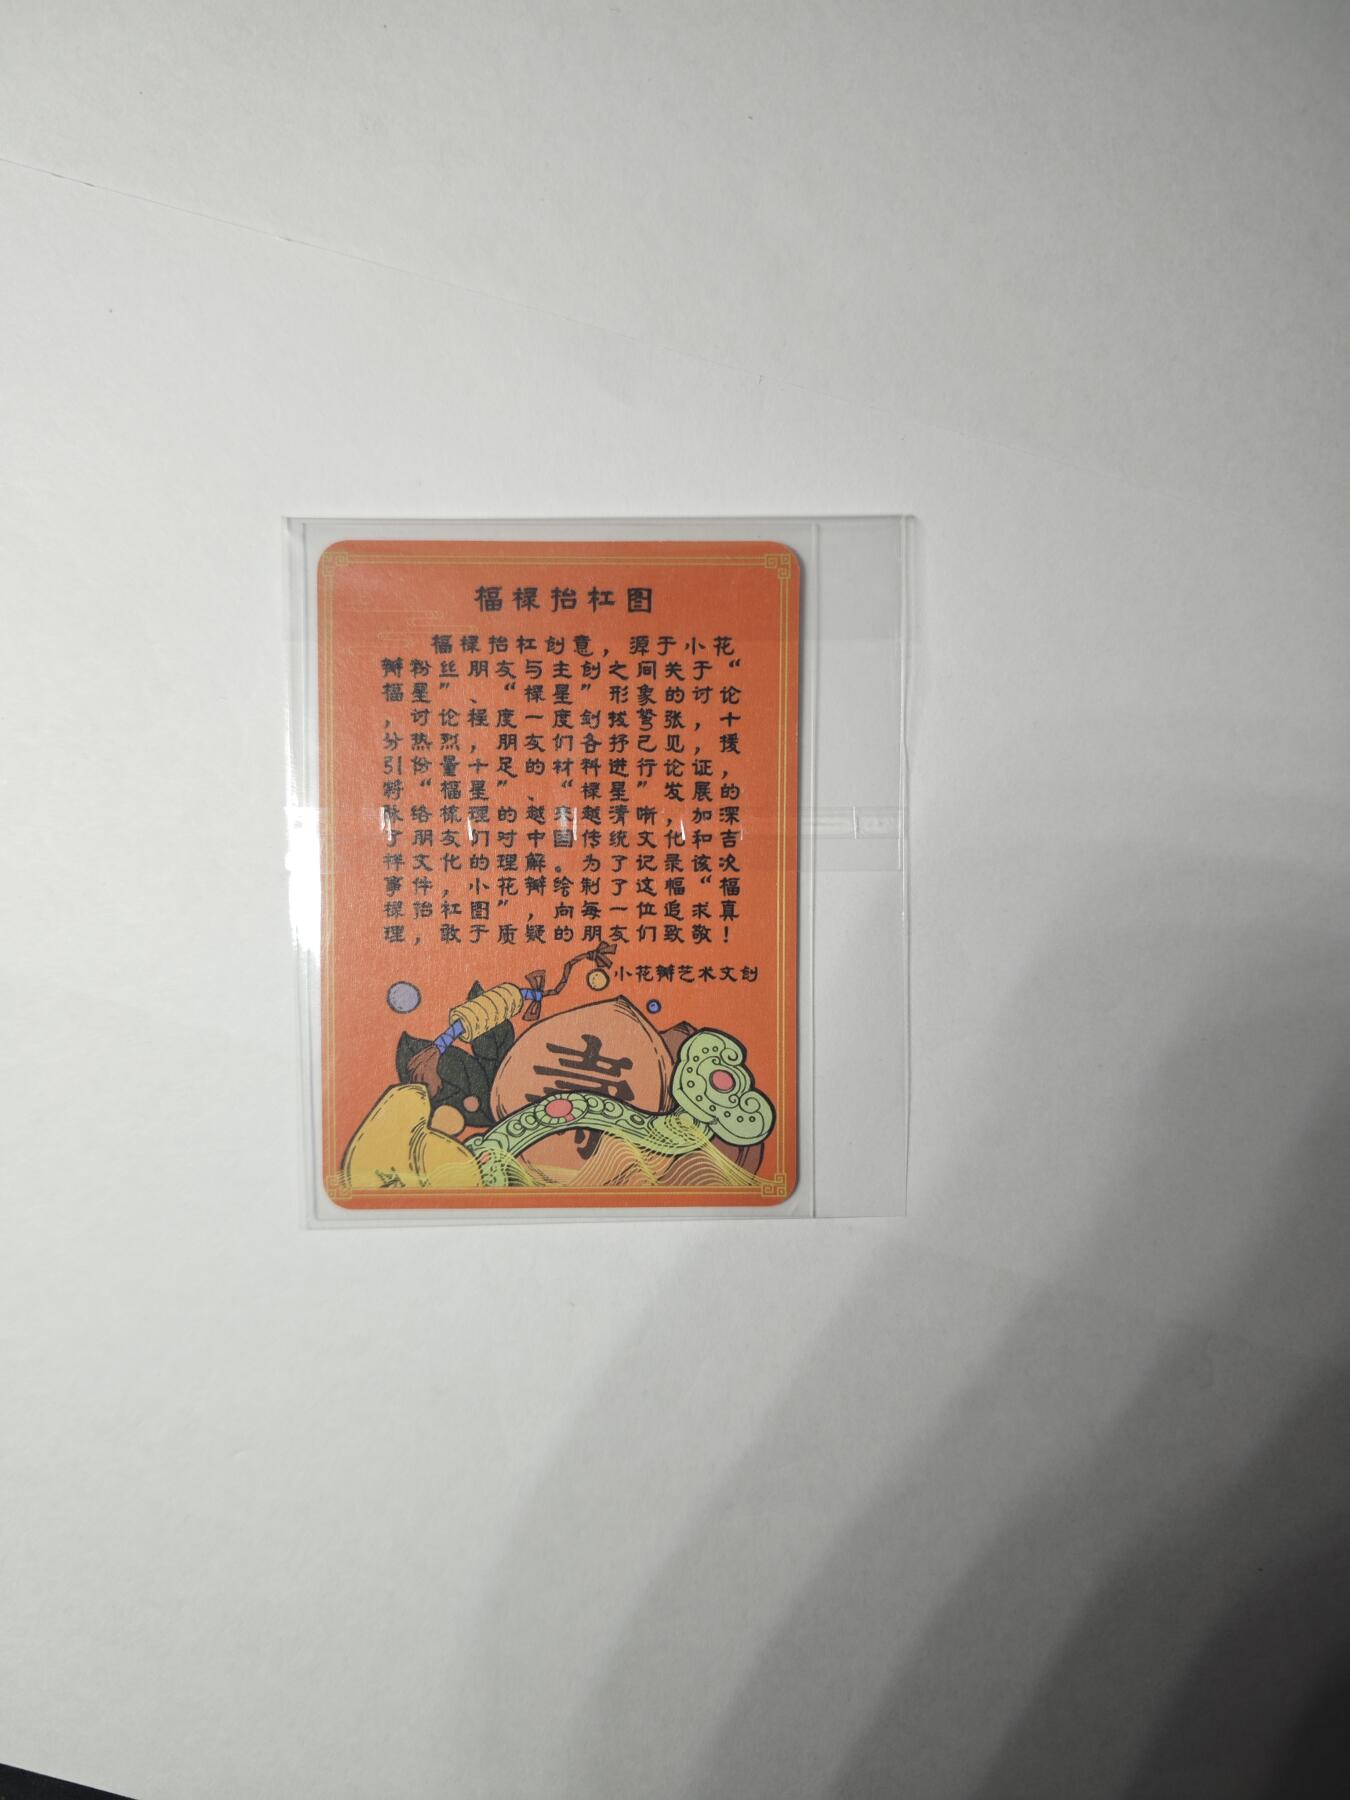 福禄抬杠图
福禄抬杠创意，源于小花
瓣粉丝朋友与主创之间关于“
福星”、“禄星”形象的讨论
，讨论程度一度剑拔弩张，十
分热烈，朋友们各抒己见，援
引份量十足的材料进行论证，
将“福星”、“禄星”发展的
脉络梳理的越来越清晰，加深
了朋友们对中国传统文化和吉
祥文化的理解。为了记录该次
事件，小花瓣绘制了这幅“福
禄抬杠图”，向每一位追求真
理，敢于质疑的朋友们致敬！
小花瓣艺术文创
寿